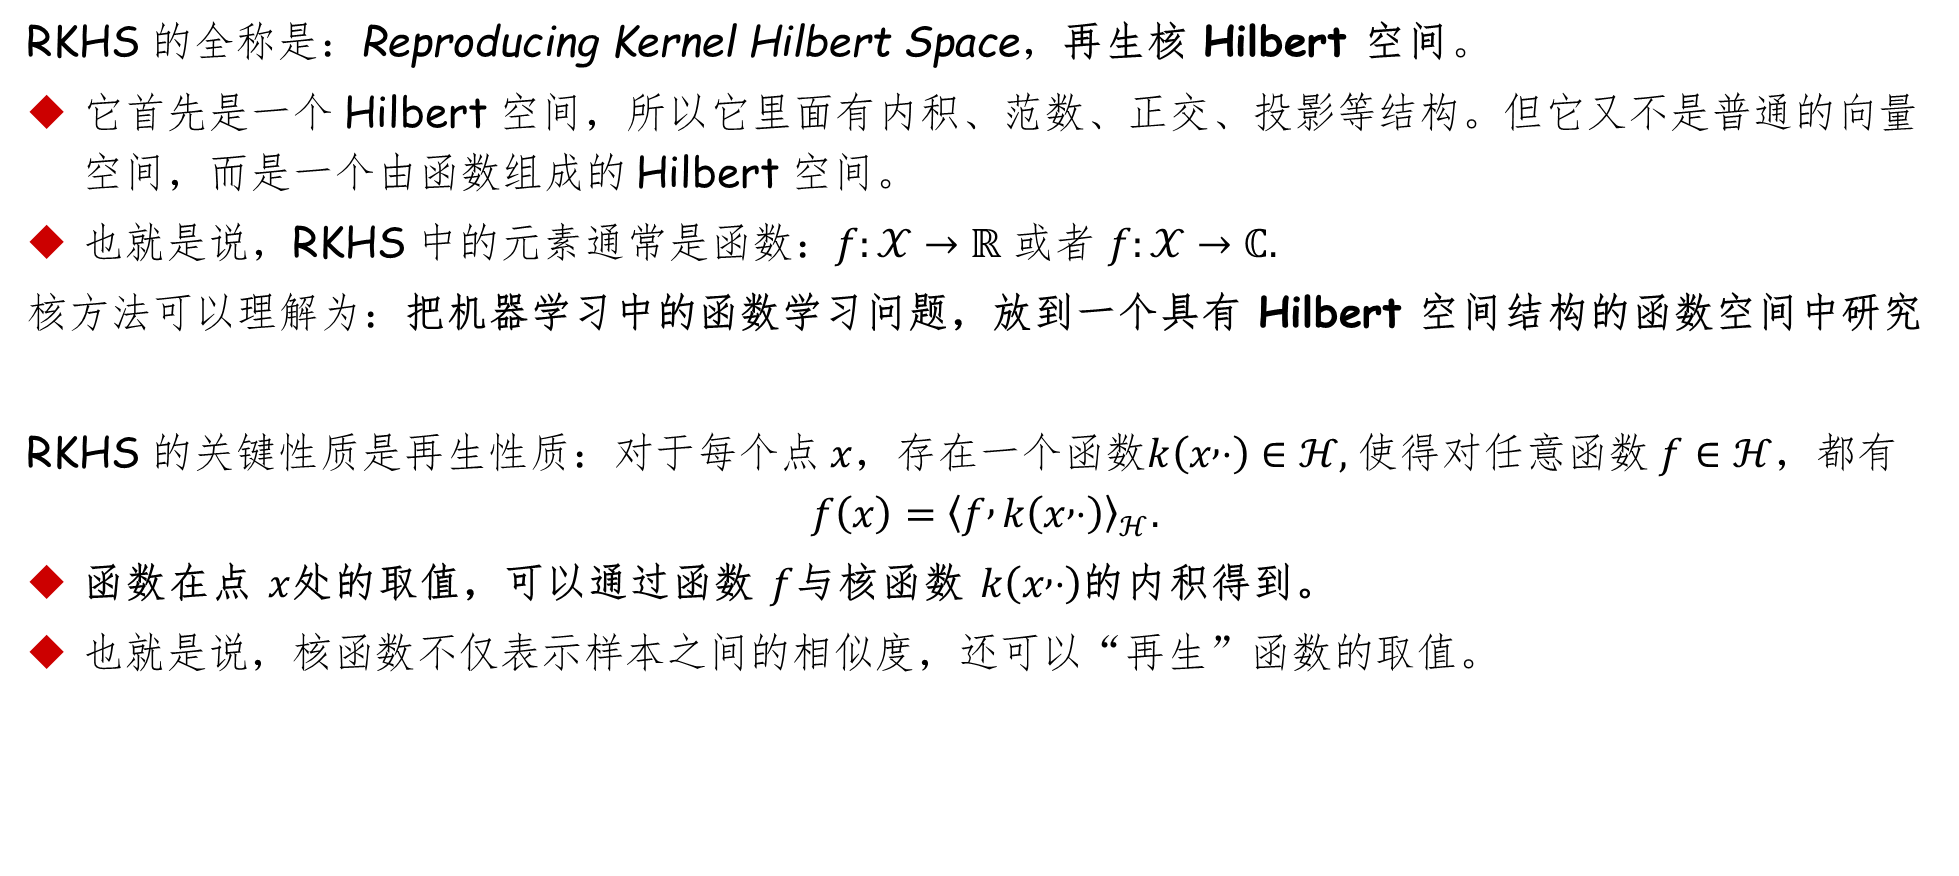 RKHS 的全称是：Reproducing Kernel Hilbert Space，再生核 Hilbert 空间。
◆ 它首先是一个 Hilbert 空间，所以它里面有内积、范数、正交、投影等结构。但它又不是普通的向量
空间，而是一个由函数组成的 Hilbert 空间。
◆ 也就是说，RKHS 中的元素通常是函数：𝑓: 𝒳 → ℝ 或者 𝑓: 𝒳 → ℂ.
核方法可以理解为：把机器学习中的函数学习问题，放到一个具有 Hilbert 空间结构的函数空间中研究
RKHS 的关键性质是再生性质：对于每个点 𝑥，存在一个函数𝑘(𝑥,·) ∈ ℋ, 使得对任意函数 𝑓 ∈ ℋ，都有
𝑓(𝑥) = ⟨𝑓, 𝑘(𝑥,·)⟩ℋ.
◆ 函数在点 𝑥处的取值，可以通过函数 𝑓与核函数 𝑘(𝑥,·)的内积得到。
◆ 也就是说，核函数不仅表示样本之间的相似度，还可以“再生”函数的取值。